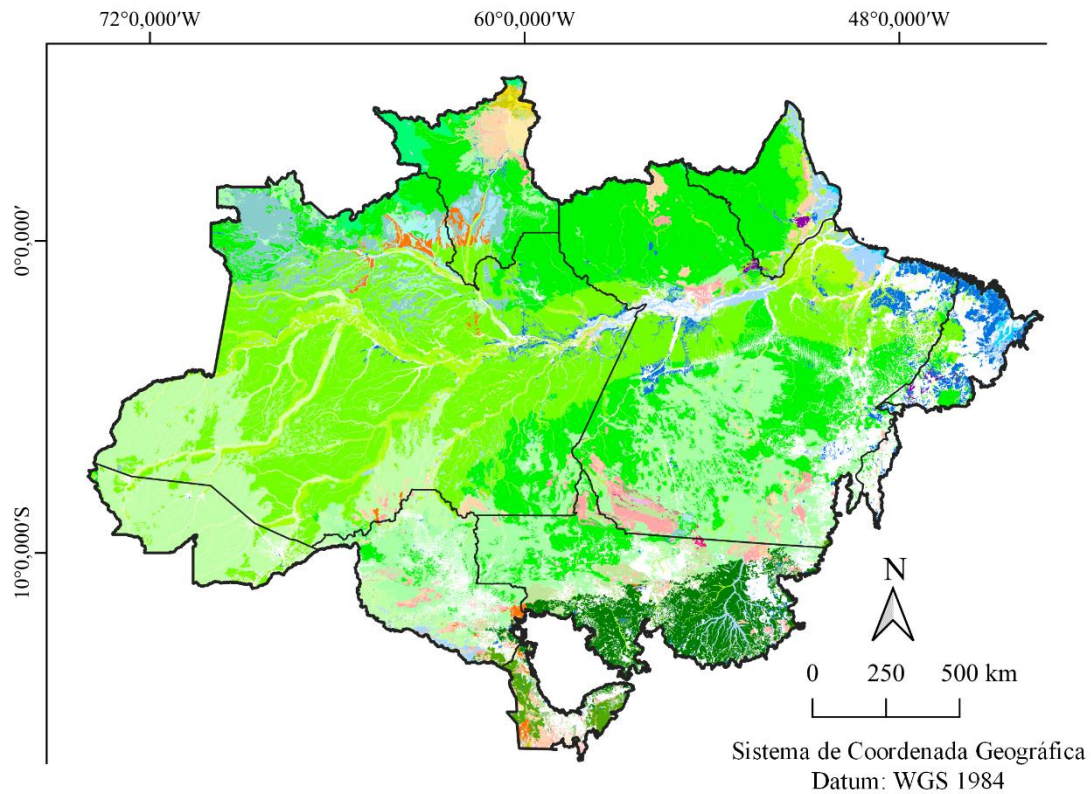 72°0,000'W 60°0,000'W 48°0,000'W
0°0,000'
10°0,000'S
N
0 250 500 km
Sistema de Coordenada Geográfica
Datum: WGS 1984